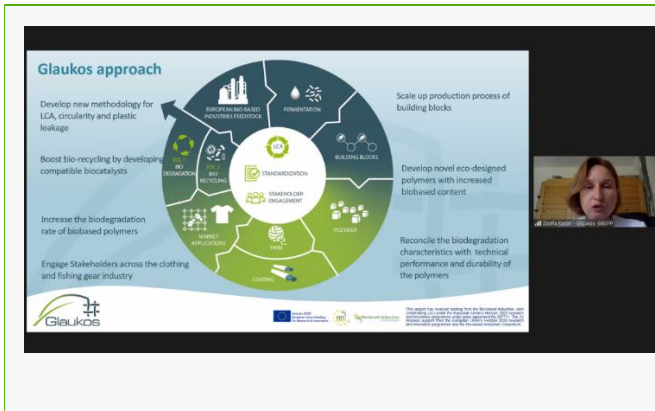 Glaukos approach
Develop new methodology for
LCA, circularity and plastic
leakage
Boost bio-recycling by developing
compatible biocatalysts
Increase the biodegradation
rate of biobased polymers
Engage Stakeholders across the clothing
and fishing gear industry
EUROPEAN BIO-BASED
INDUSTRIES FEEDSTOCK
FERMENTATION
BUILDING BLOCKS
POLYMER
YARN
COATING
MARKET
APPLICATIONS
BIO
DEGRADATION
BIO
RECYCLING
LCA
STANDARDIZATION
STAKEHOLDER
ENGAGEMENT
Scale up production process of
building blocks
Develop novel eco-designed
polymers with increased
biobased content
Reconcile the biodegradation
characteristics with technical
performance and durability of
the polymers
Glaukos